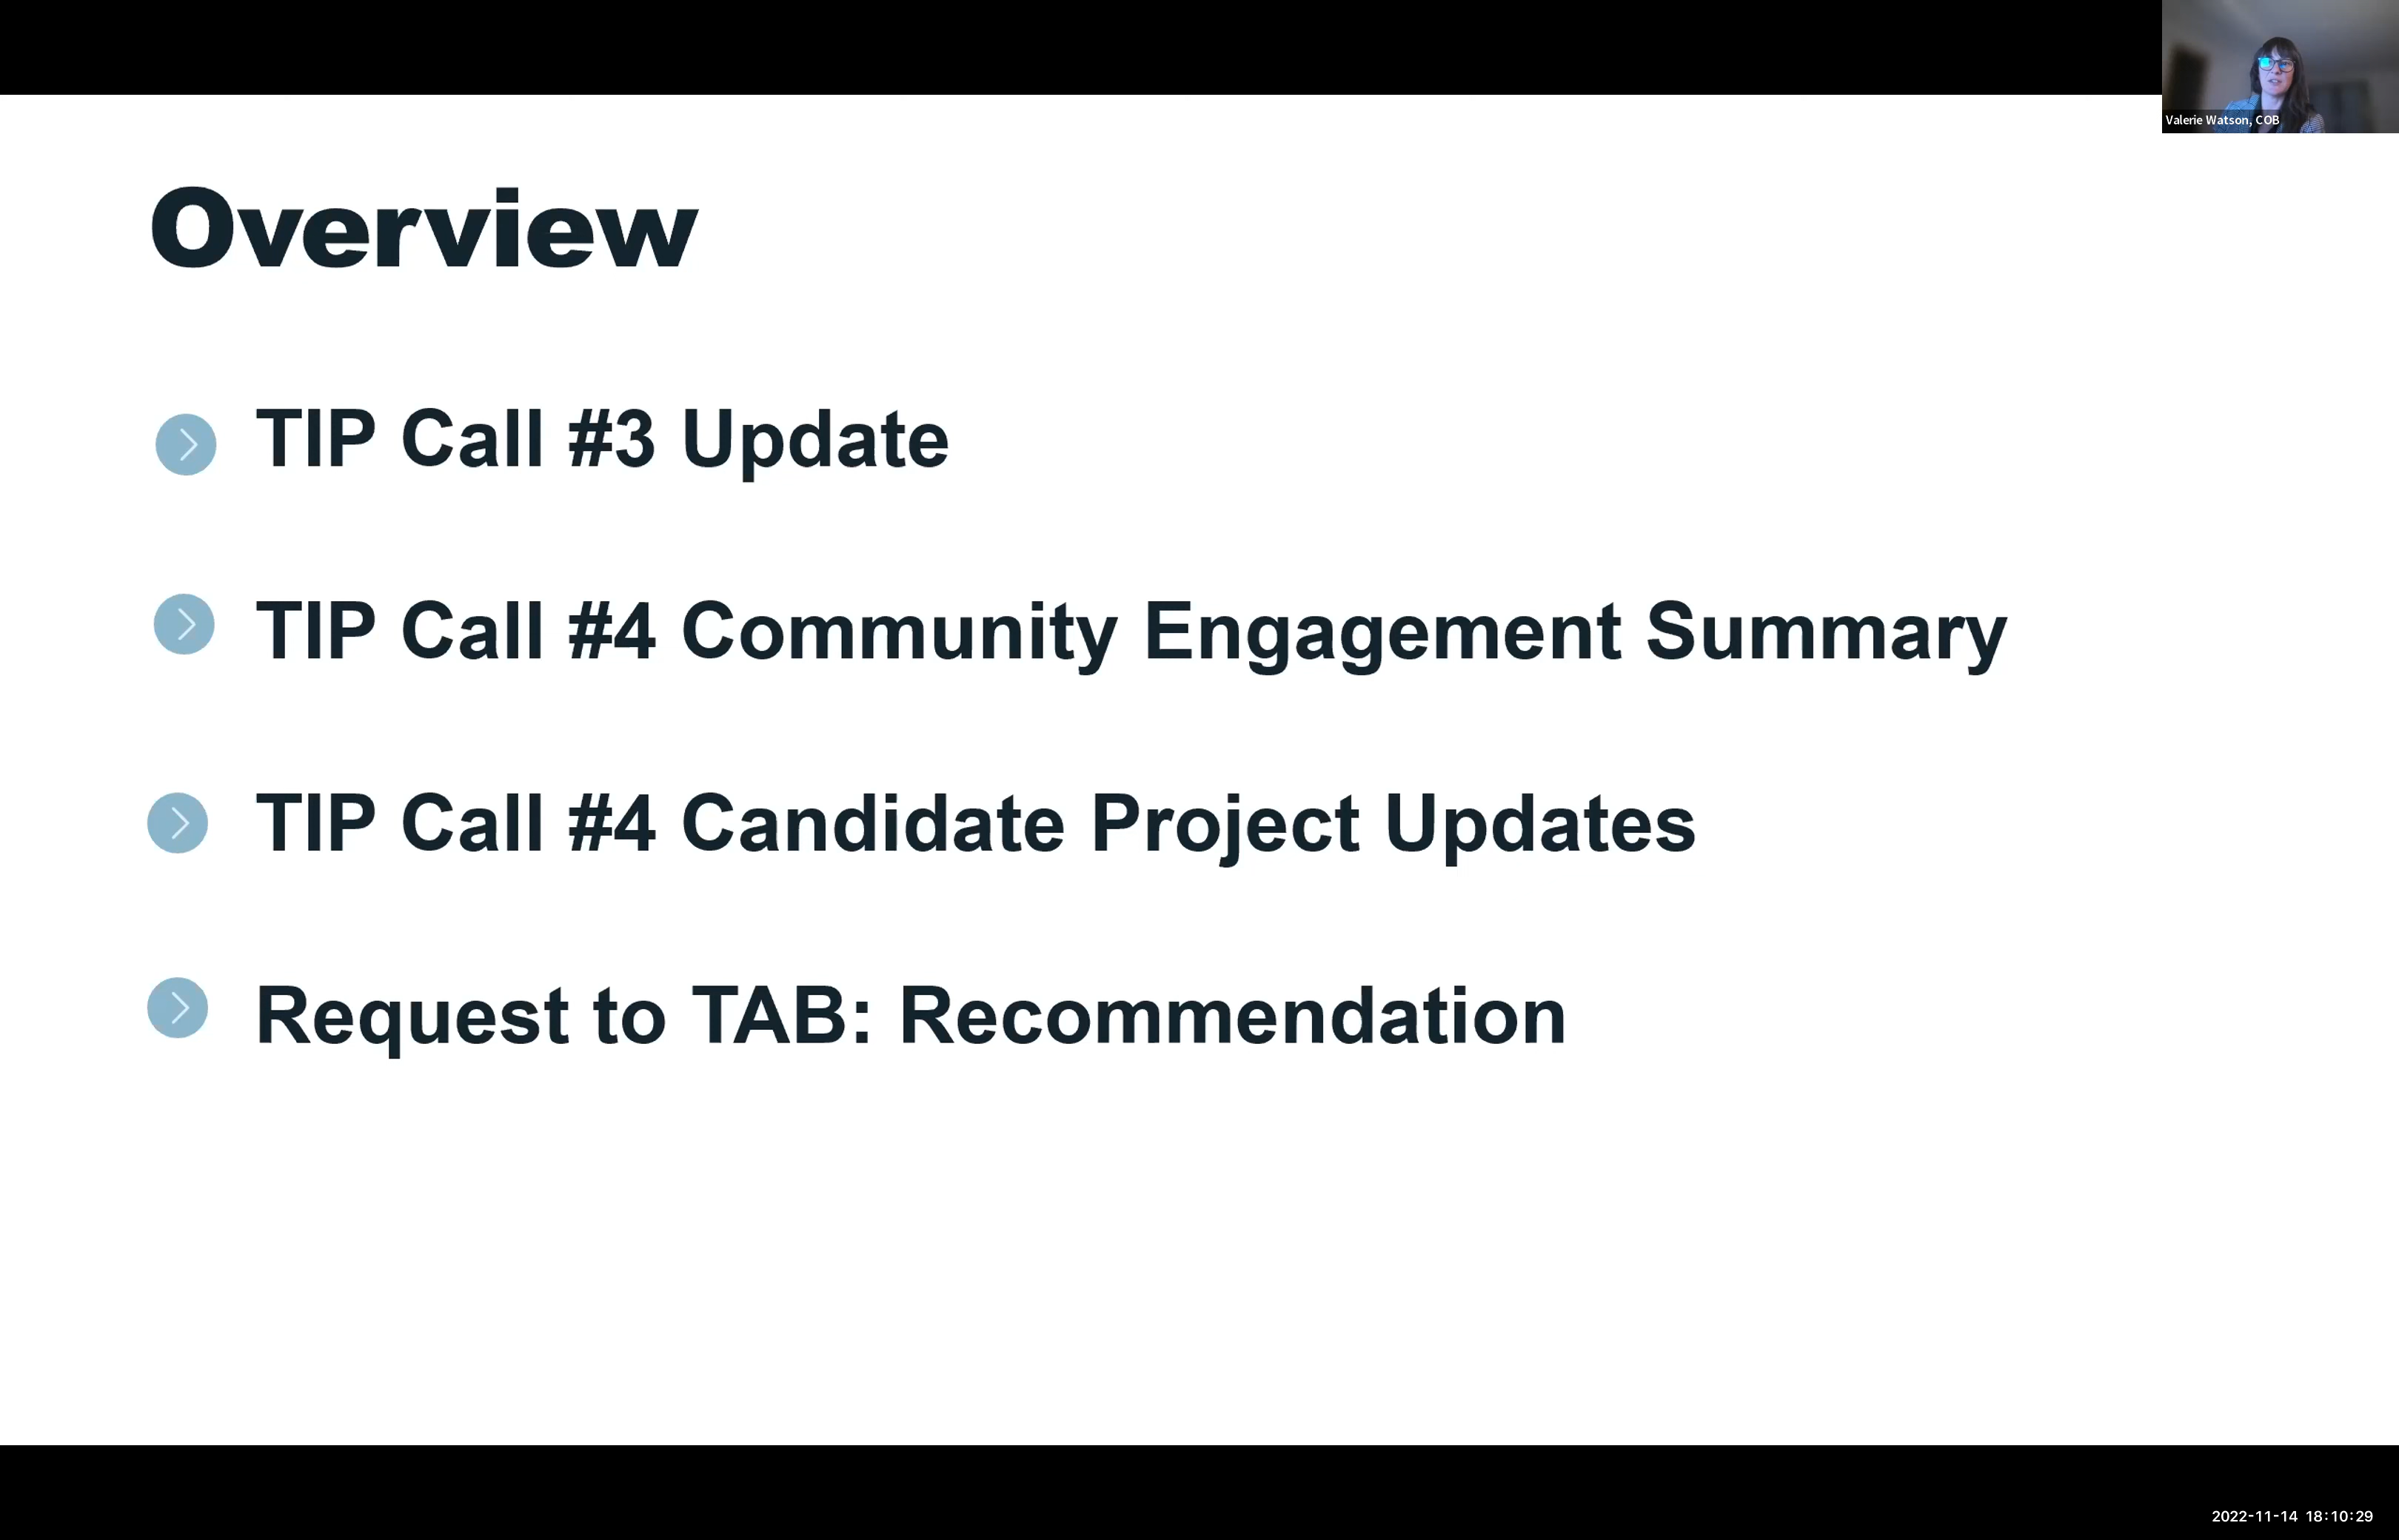 Valerie Watson, COB
Overview
TIP Call #3 Update
TIP Call #4 Community Engagement Summary
TIP Call #4 Candidate Project Updates
Request to TAB: Recommendation
2022-11-14 18:10:29